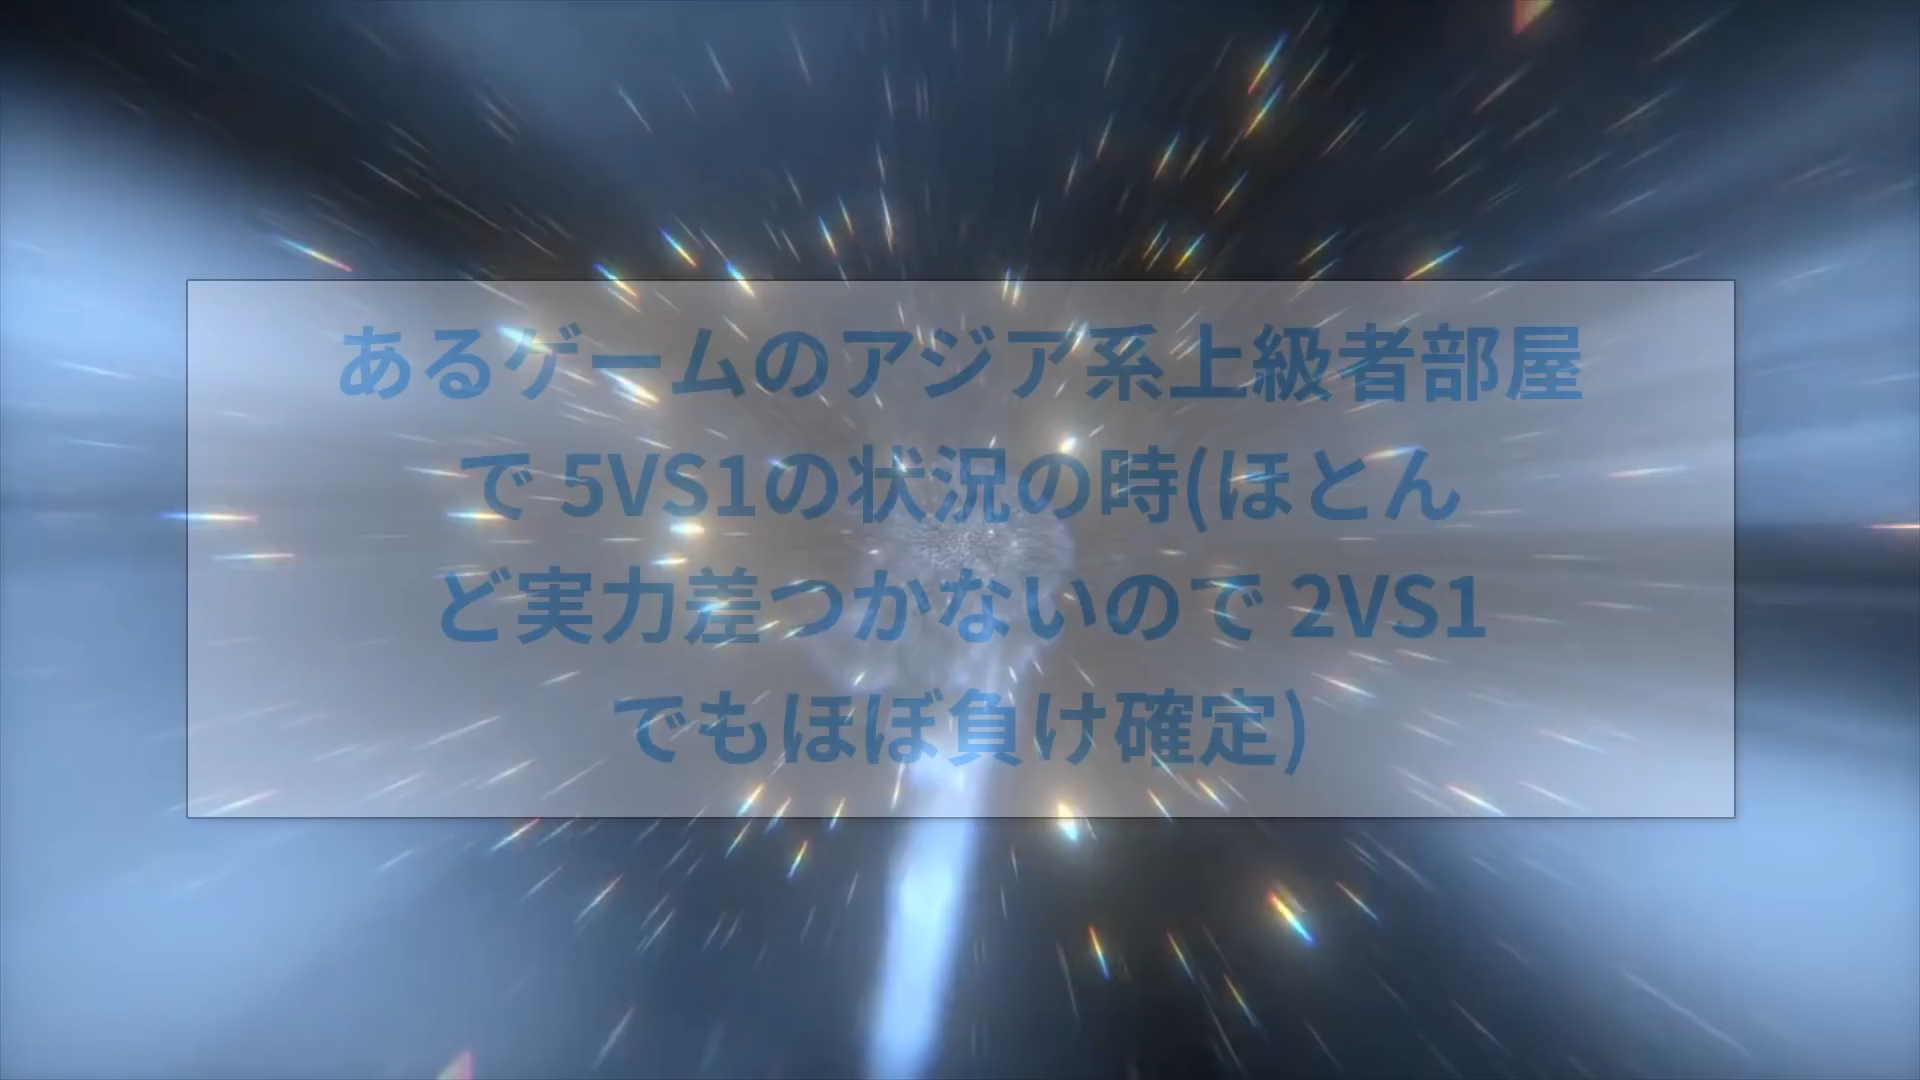 あるゲームのアジア系上級者部屋
で 5VS1の状況の時(ほとん
ど実力差つかないので 2VS1
でもほぼ負け確定)